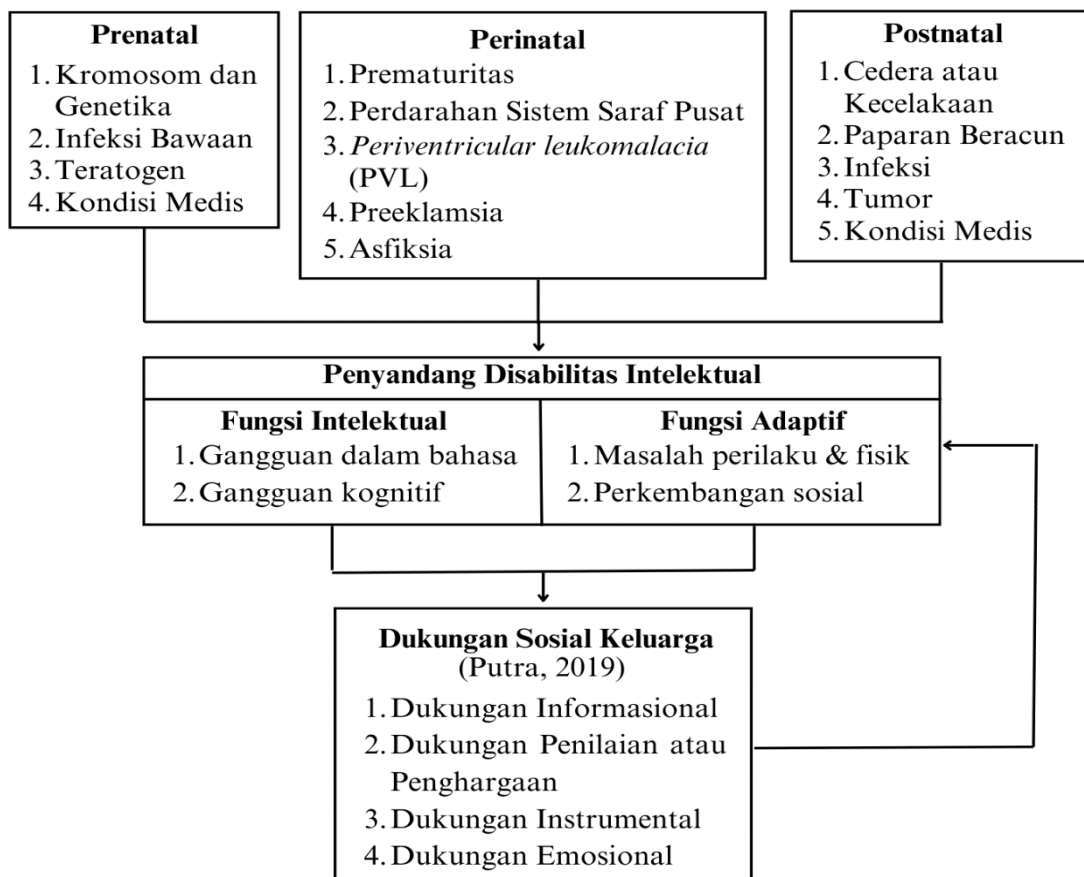 Prenatal
1. Kromosom dan
Genetika
2. Infeksi Bawaan
3. Teratogen
4. Kondisi Medis
Perinatal
1. Prematuritas
2. Perdarahan Sistem Saraf Pusat
3. Periventricular leukomalacia
(PVL)
4. Preeklamsia
5. Asfiksia
Postnatal
1. Cedera atau
Kecelakaan
2. Paparan Beracun
3. Infeksi
4. Tumor
5. Kondisi Medis
Penyandang Disabilitas Intelektual
Fungsi Intelektual
1. Gangguan dalam bahasa
2. Gangguan kognitif
Fungsi Adaptif
1. Masalah perilaku & fisik
2. Perkembangan sosial
Dukungan Sosial Keluarga
(Putra, 2019)
1. Dukungan Informasional
2. Dukungan Penilaian atau
Penghargaan
3. Dukungan Instrumental
4. Dukungan Emosional